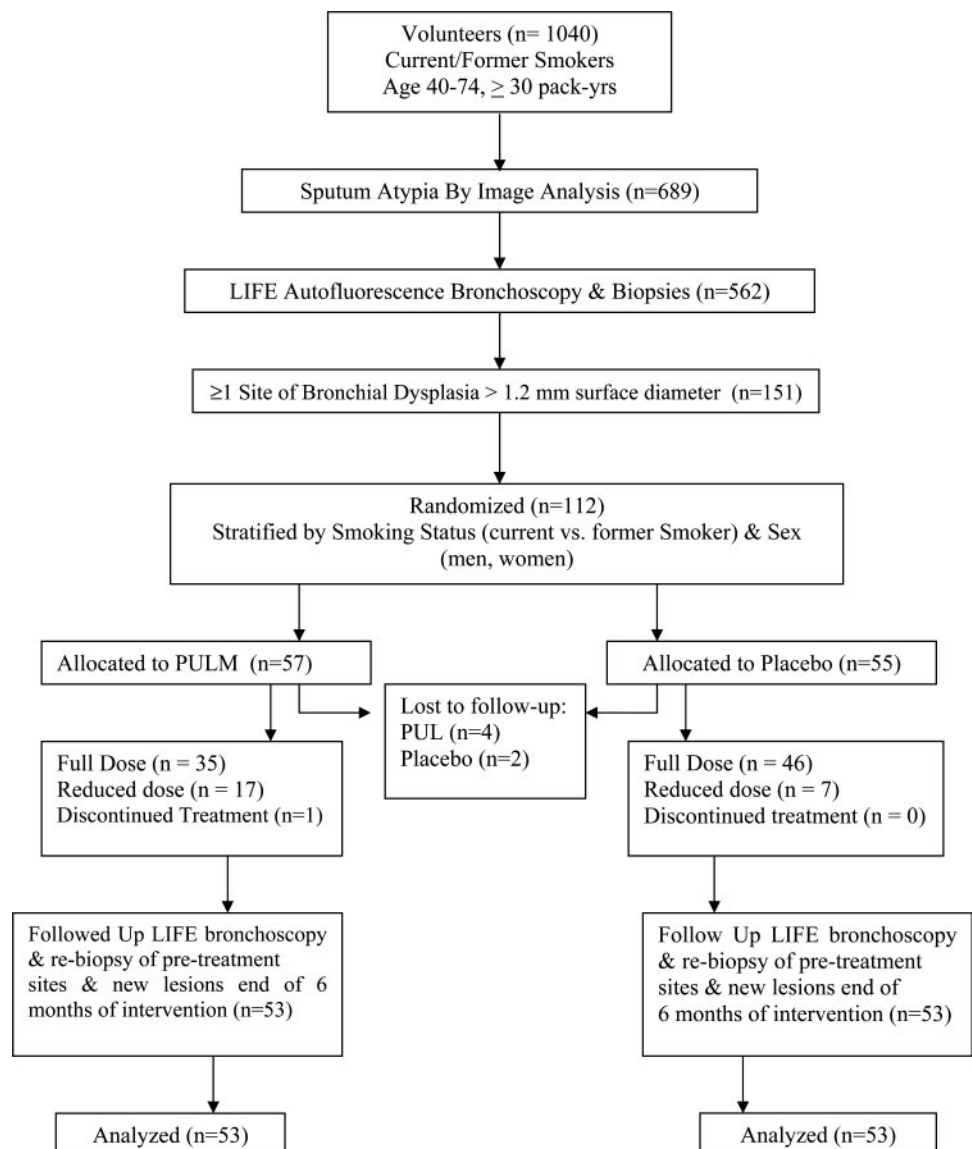 Volunteers (n= 1040)
Current/Former Smokers
Age 40-74, ≥ 30 pack-yrs
Sputum Atypia By Image Analysis (n=689)
LIFE Autofluorescence Bronchoscopy & Biopsies (n=562)
≥1 Site of Bronchial Dysplasia > 1.2 mm surface diameter (n=151)
Randomized (n=112)
Stratified by Smoking Status (current vs. former Smoker) & Sex
(men, women)
Allocated to PULM (n=57)
Allocated to Placebo (n=55)
Lost to follow-up:
PUL (n=4)
Placebo (n=2)
Full Dose (n = 35)
Reduced dose (n = 17)
Discontinued Treatment (n=1)
Full Dose (n = 46)
Reduced dose (n = 7)
Discontinued treatment (n = 0)
Followed Up LIFE bronchoscopy
& re-biopsy of pre-treatment
sites & new lesions end of 6
months of intervention (n=53)
Follow Up LIFE bronchoscopy
& re-biopsy of pre-treatment
sites & new lesions end of
6 months of intervention (n=53)
Analyzed (n=53)
Analyzed (n=53)